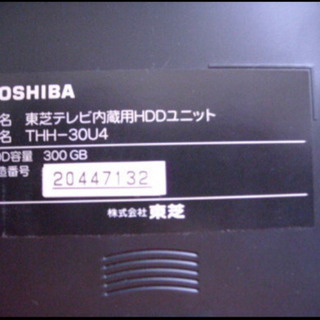 OSHIBA
名 東芝テレビ内蔵用HDDユニット
名 THH-30U4
DD容量 300 GB
造番号 20447132
株式会社 東芝